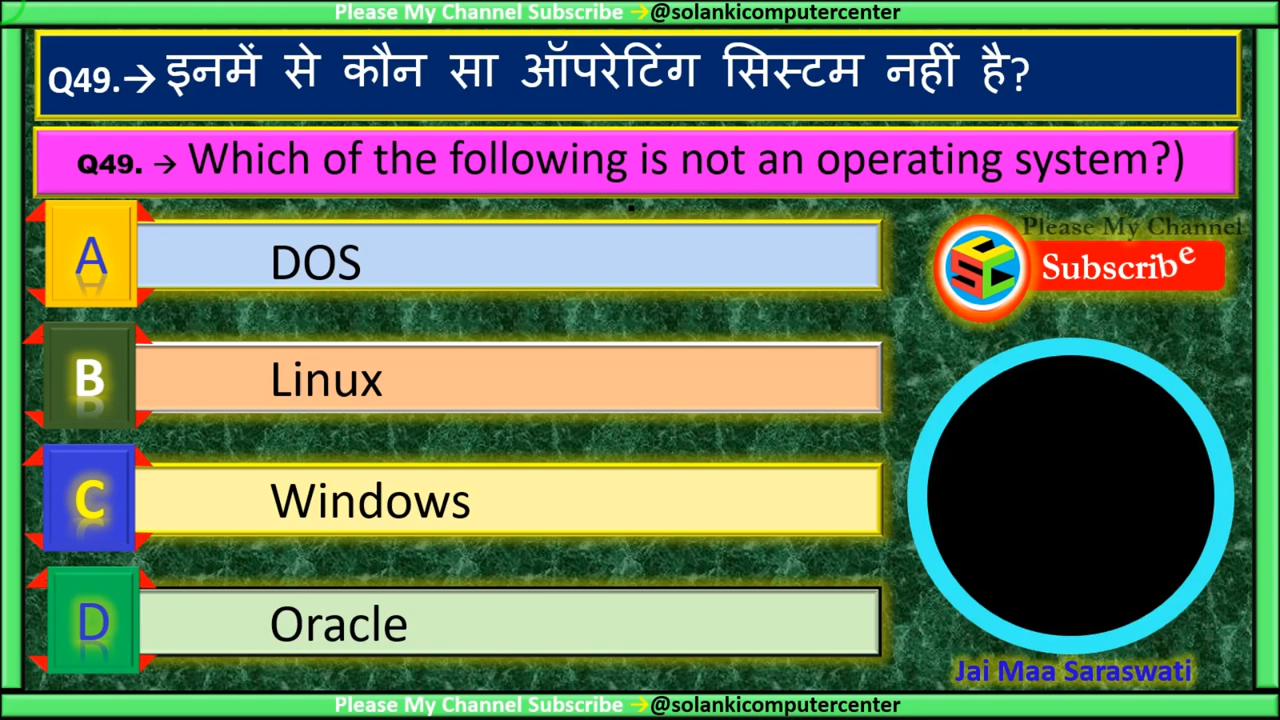 Please My Channel Subscribe →@solankicomputercenter
Q49.→ इनमें से कौन सा ऑपरेटिंग सिस्टम नहीं है?
Q49. → Which of the following is not an operating system?)
A DOS
Please My Channel
Subscribe
SCC
B Linux
C Windows
D Oracle
Jai Maa Saraswati
Please My Channel Subscribe →@solankicomputercenter